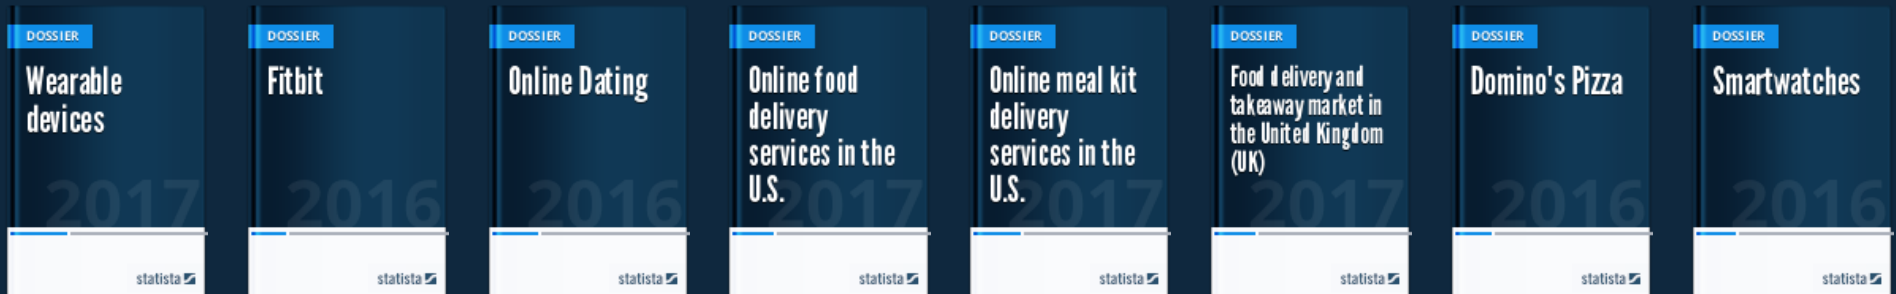 DOSSIER
Wearable
devices
2017
statista
DOSSIER
Fitbit
2016
statista
DOSSIER
Online Dating
2016
statista
DOSSIER
Online food
delivery
services in the
U.S.
2017
statista
DOSSIER
Online meal kit
delivery
services in the
U.S.
2017
statista
DOSSIER
Food delivery and
takeaway market in
the United Kingdom
(UK)
2017
statista
DOSSIER
Domino's Pizza
2016
statista
DOSSIER
Smartwatches
2016
statista